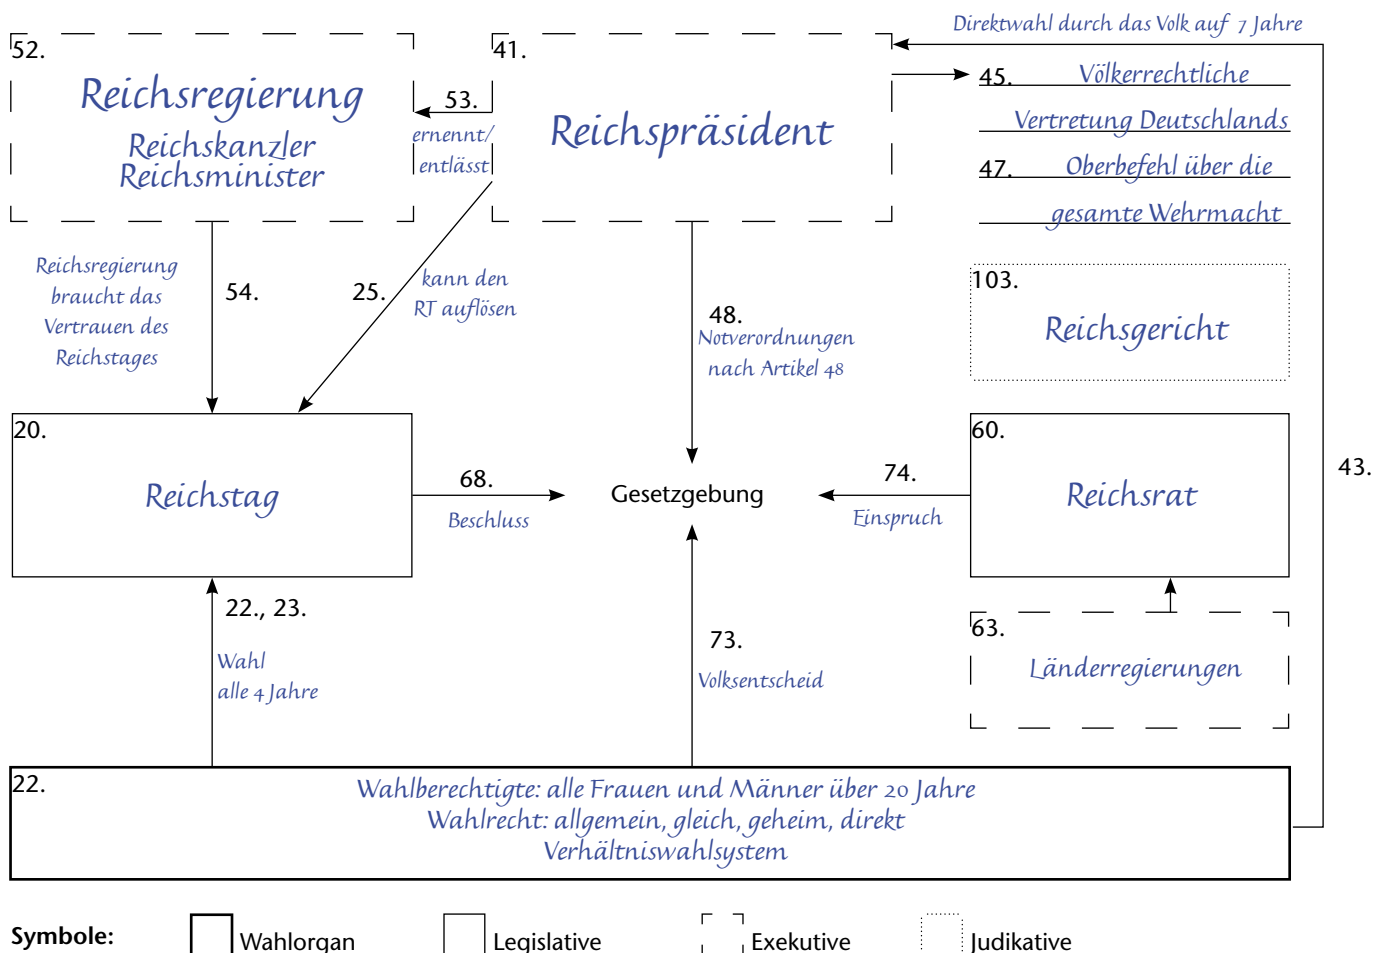 Direktwahl durch das Volk auf 7 Jahre
52.
Reichsregierung
Reichskanzler
Reichsminister
53.
ernennt/
entlässt
41.
Reichspräsident
45. Völkerrechtliche
Vertretung Deutschlands
47. Oberbefehl über die
gesamte Wehrmacht
Reichsregierung
braucht das
Vertrauen des
Reichstages
54.
25.
kann den
RT auflösen
48.
Notverordnungen
nach Artikel 48
103.
Reichsgericht
20.
Reichstag
68.
Beschluss
Gesetzgebung
74.
Einspruch
60.
Reichsrat
43.
22., 23.
Wahl
alle 4 Jahre
73.
Volksentscheid
63.
Länderregierungen
22.
Wahlberechtigte: alle Frauen und Männer über 20 Jahre
Wahlrecht: allgemein, gleich, geheim, direkt
Verhältniswahlsystem
Symbole: Wahlorgan Legislative Exekutive Judikative